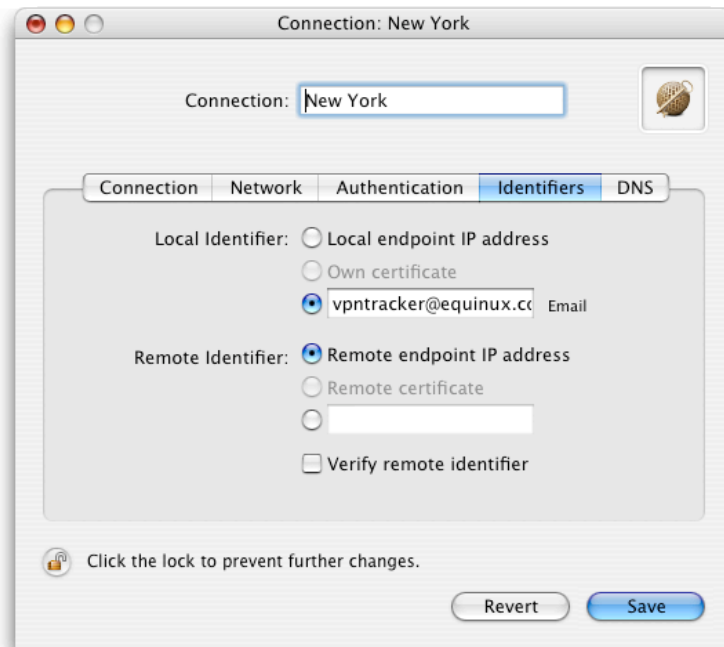 Connection: New York
Connection: New York
Connection Network Authentication Identifiers DNS
Local Identifier: Local endpoint IP address
Own certificate
vpntracker@equinux.cc Email
Remote Identifier: Remote endpoint IP address
Remote certificate
Verify remote identifier
Click the lock to prevent further changes.
Revert Save